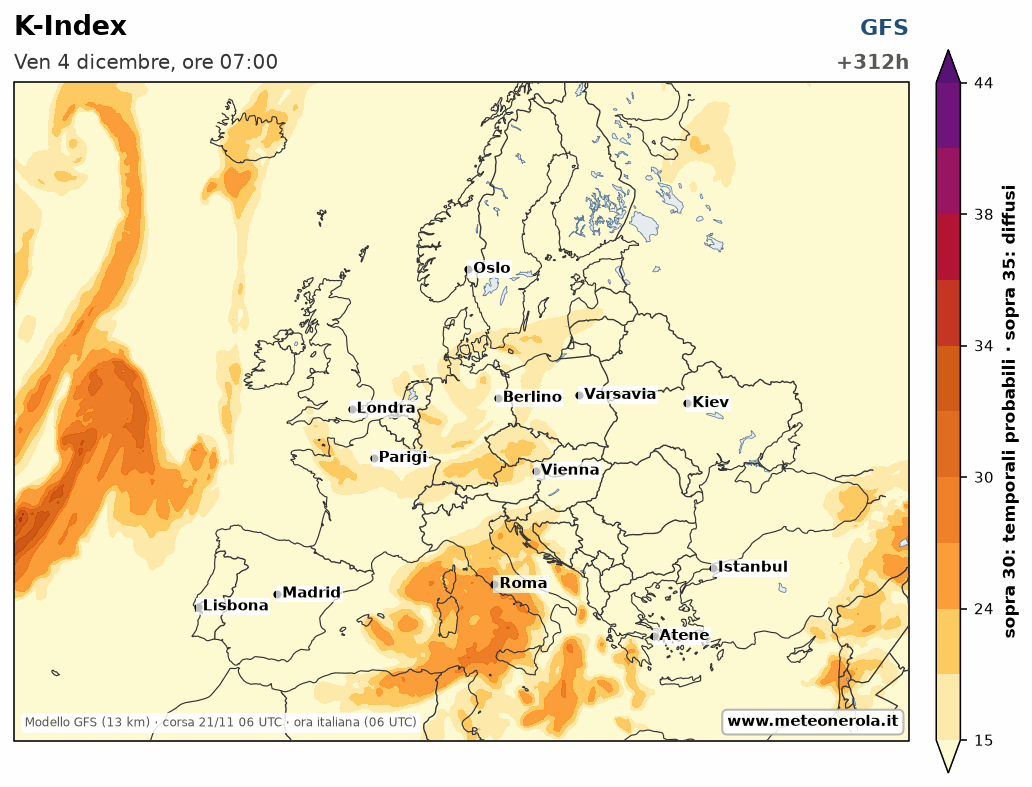 K-Index
GFS
Ven 4 dicembre, ore 07:00
+312h
44
38
34
30
24
15
sopra 30: temporali probabili · sopra 35: diffusi
Oslo
Berlino
Varsavia
Kiev
Londra
Parigi
Vienna
Istanbul
Roma
Madrid
Lisbona
Atene
Modello GFS (13 km) · corsa 21/11 06 UTC · ora italiana (06 UTC)
www.meteonerola.it